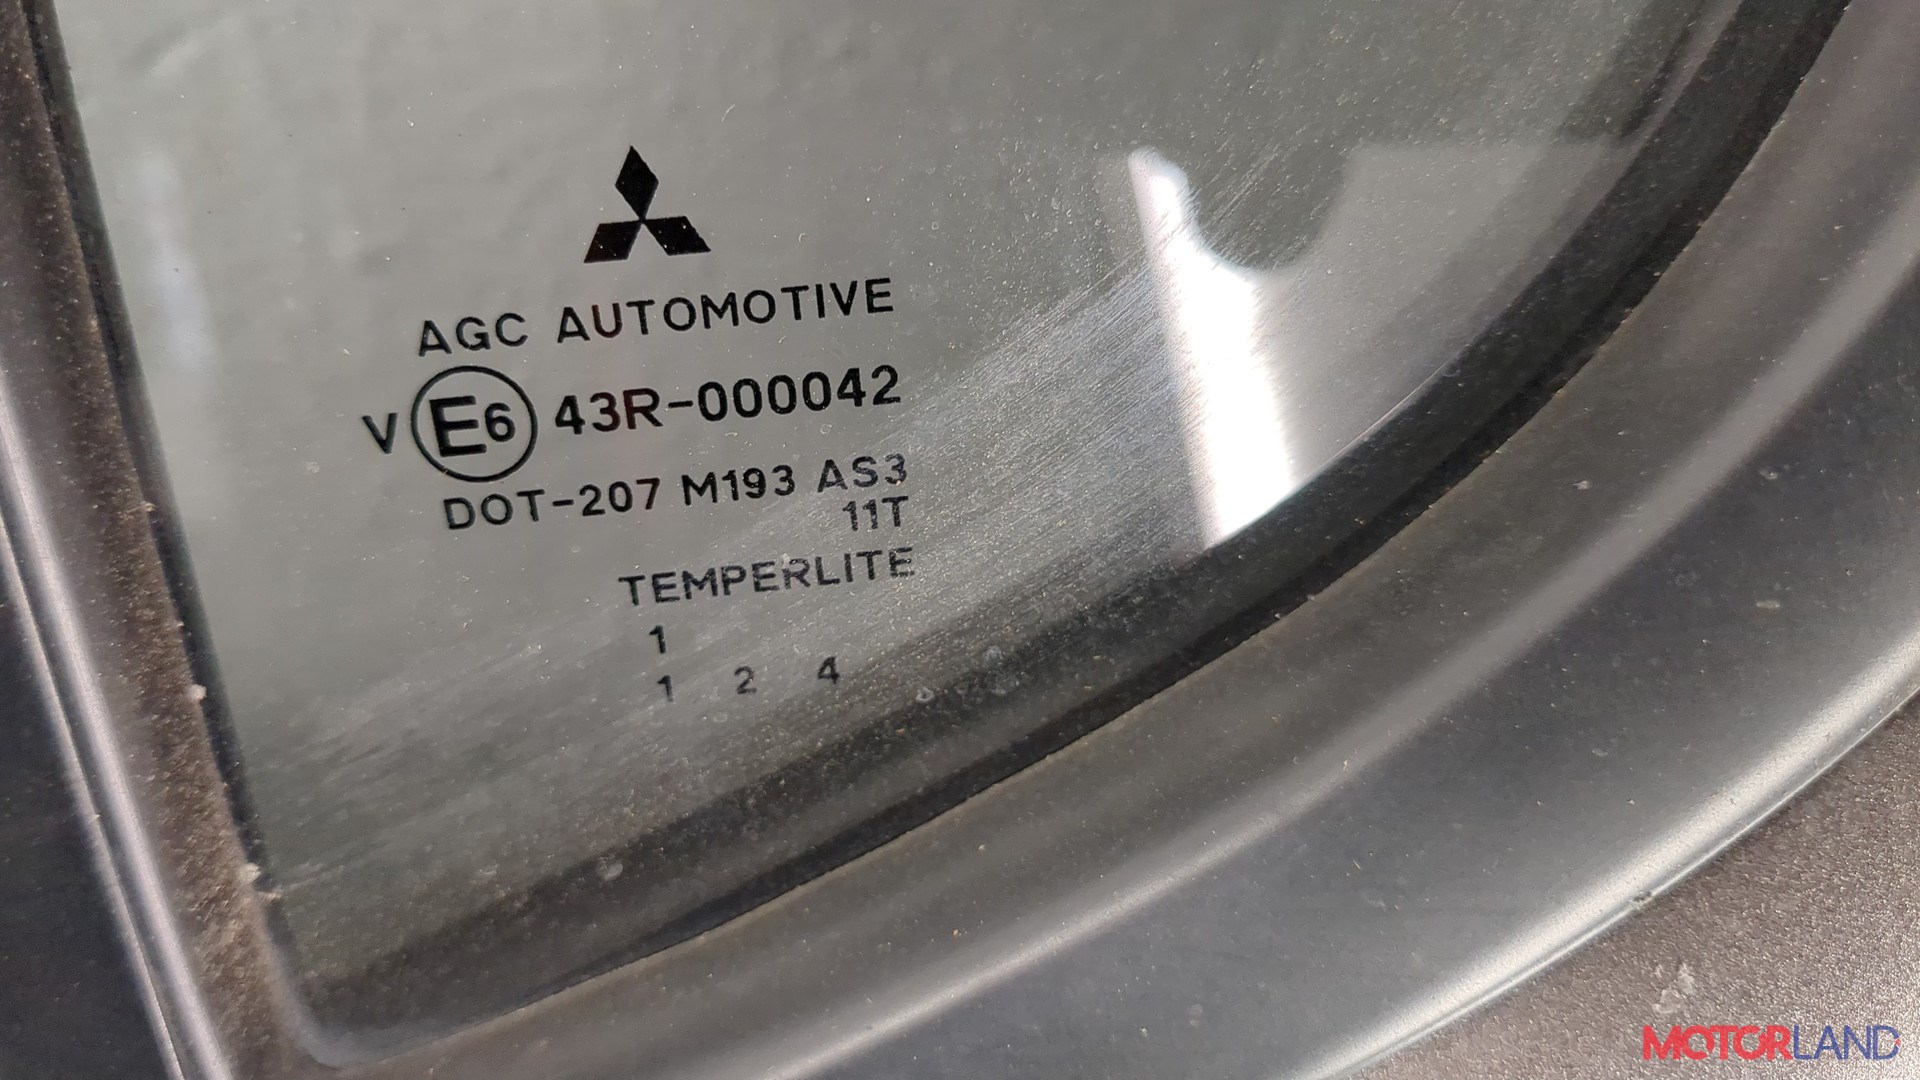 AGC AUTOMOTIVE
V E6 43R-000042
DOT-207 M193 AS3
11T
TEMPERLITE
1
1 2 4
MOTORLAND